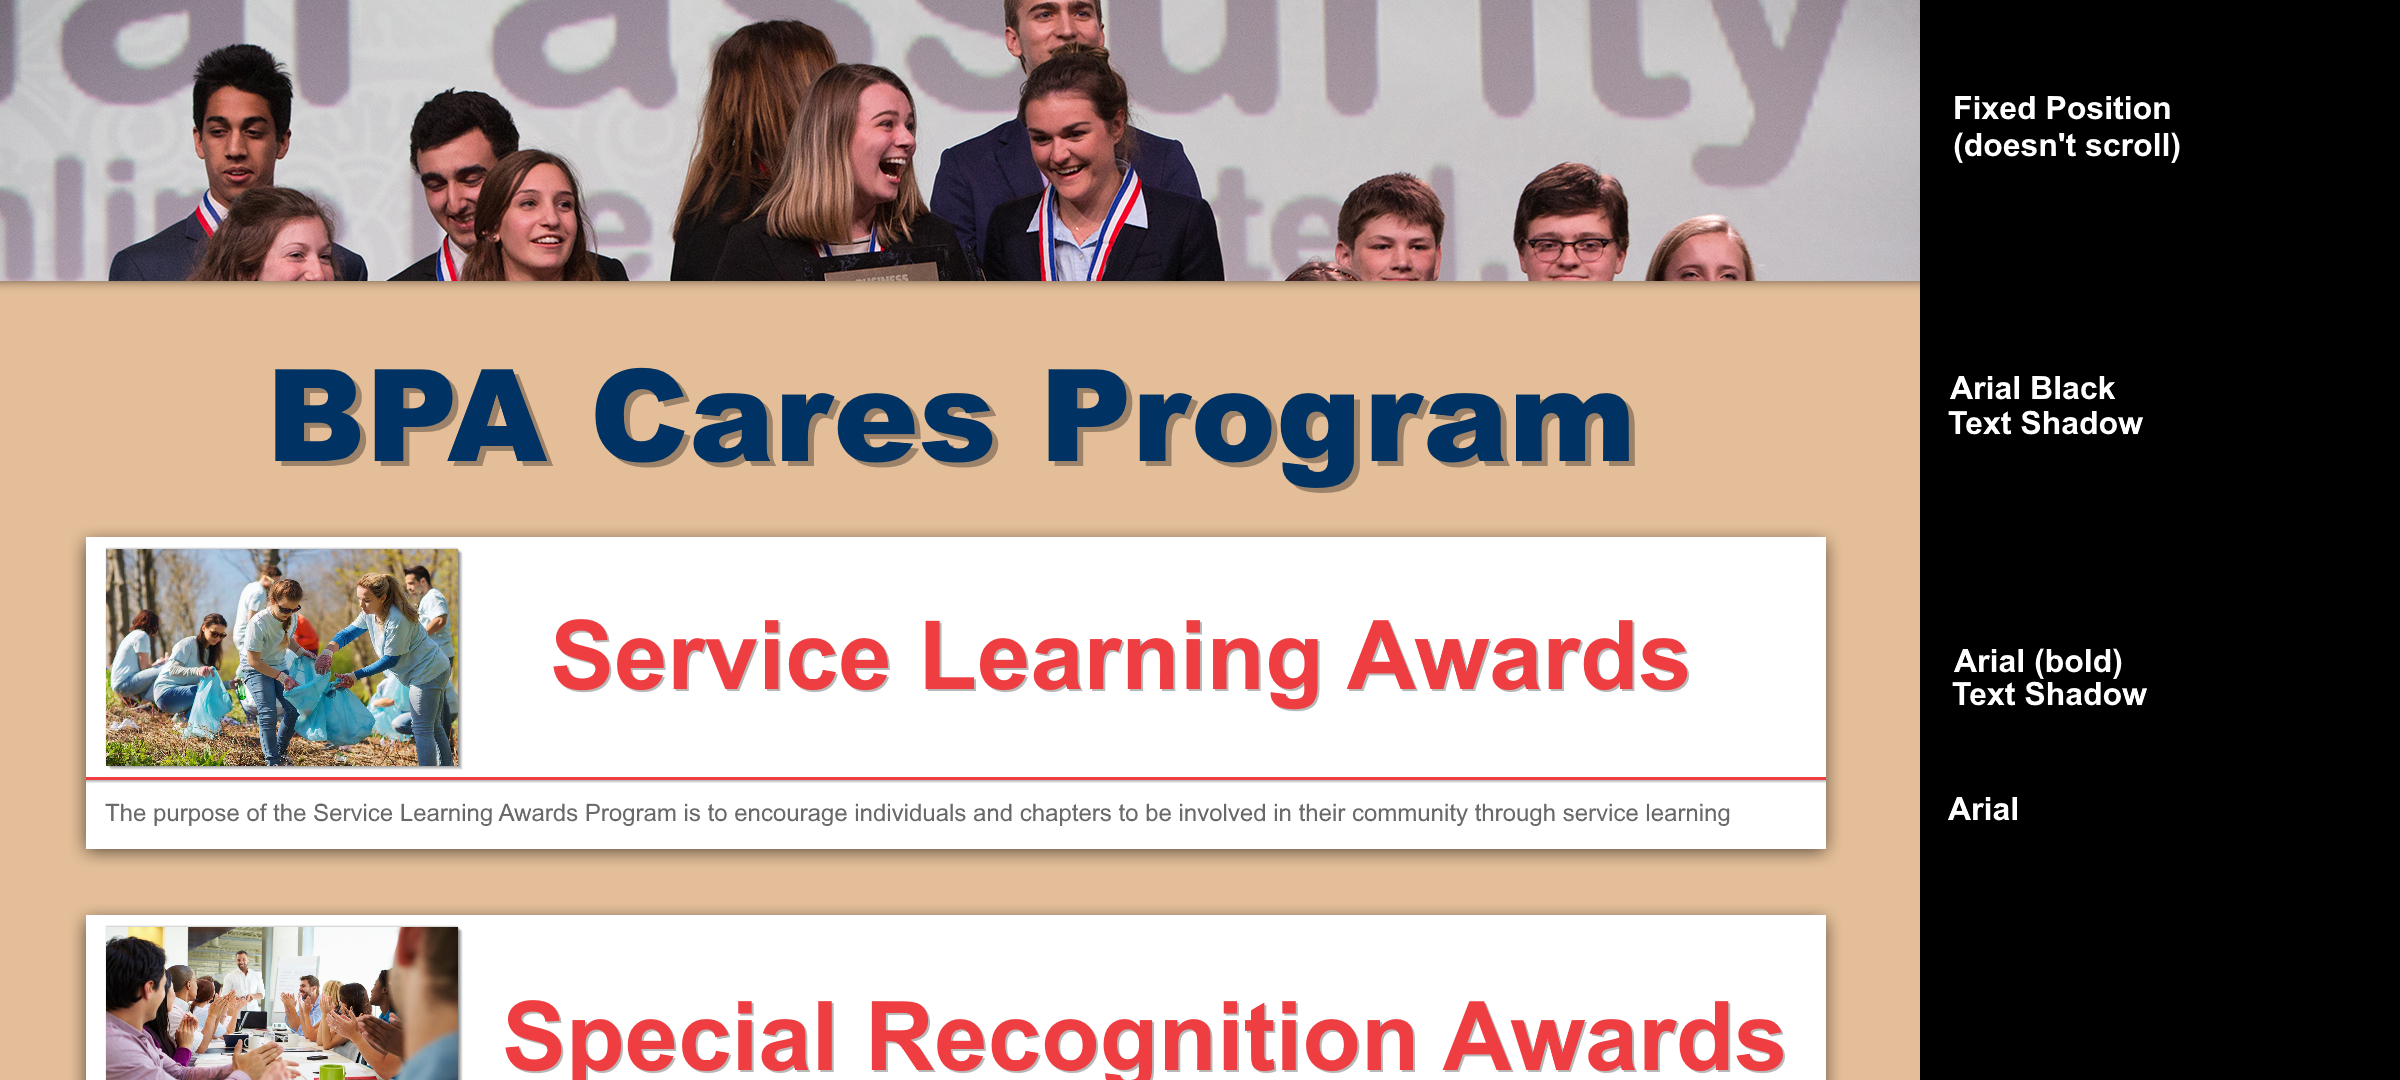 Fixed Position
(doesn't scroll)
BUSINESS
BPA Cares Program
Arial Black
Text Shadow
Service Learning Awards
Arial (bold)
Text Shadow
The purpose of the Service Learning Awards Program is to encourage individuals and chapters to be involved in their community through service learning
Arial
Special Recognition Awards